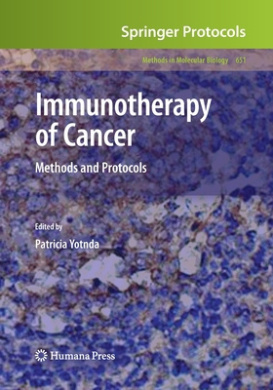 Springer Protocols
Methods in Molecular Biology 651
Immunotherapy
of Cancer
Methods and Protocols
Edited by
Patricia Yotnda
Humana Press